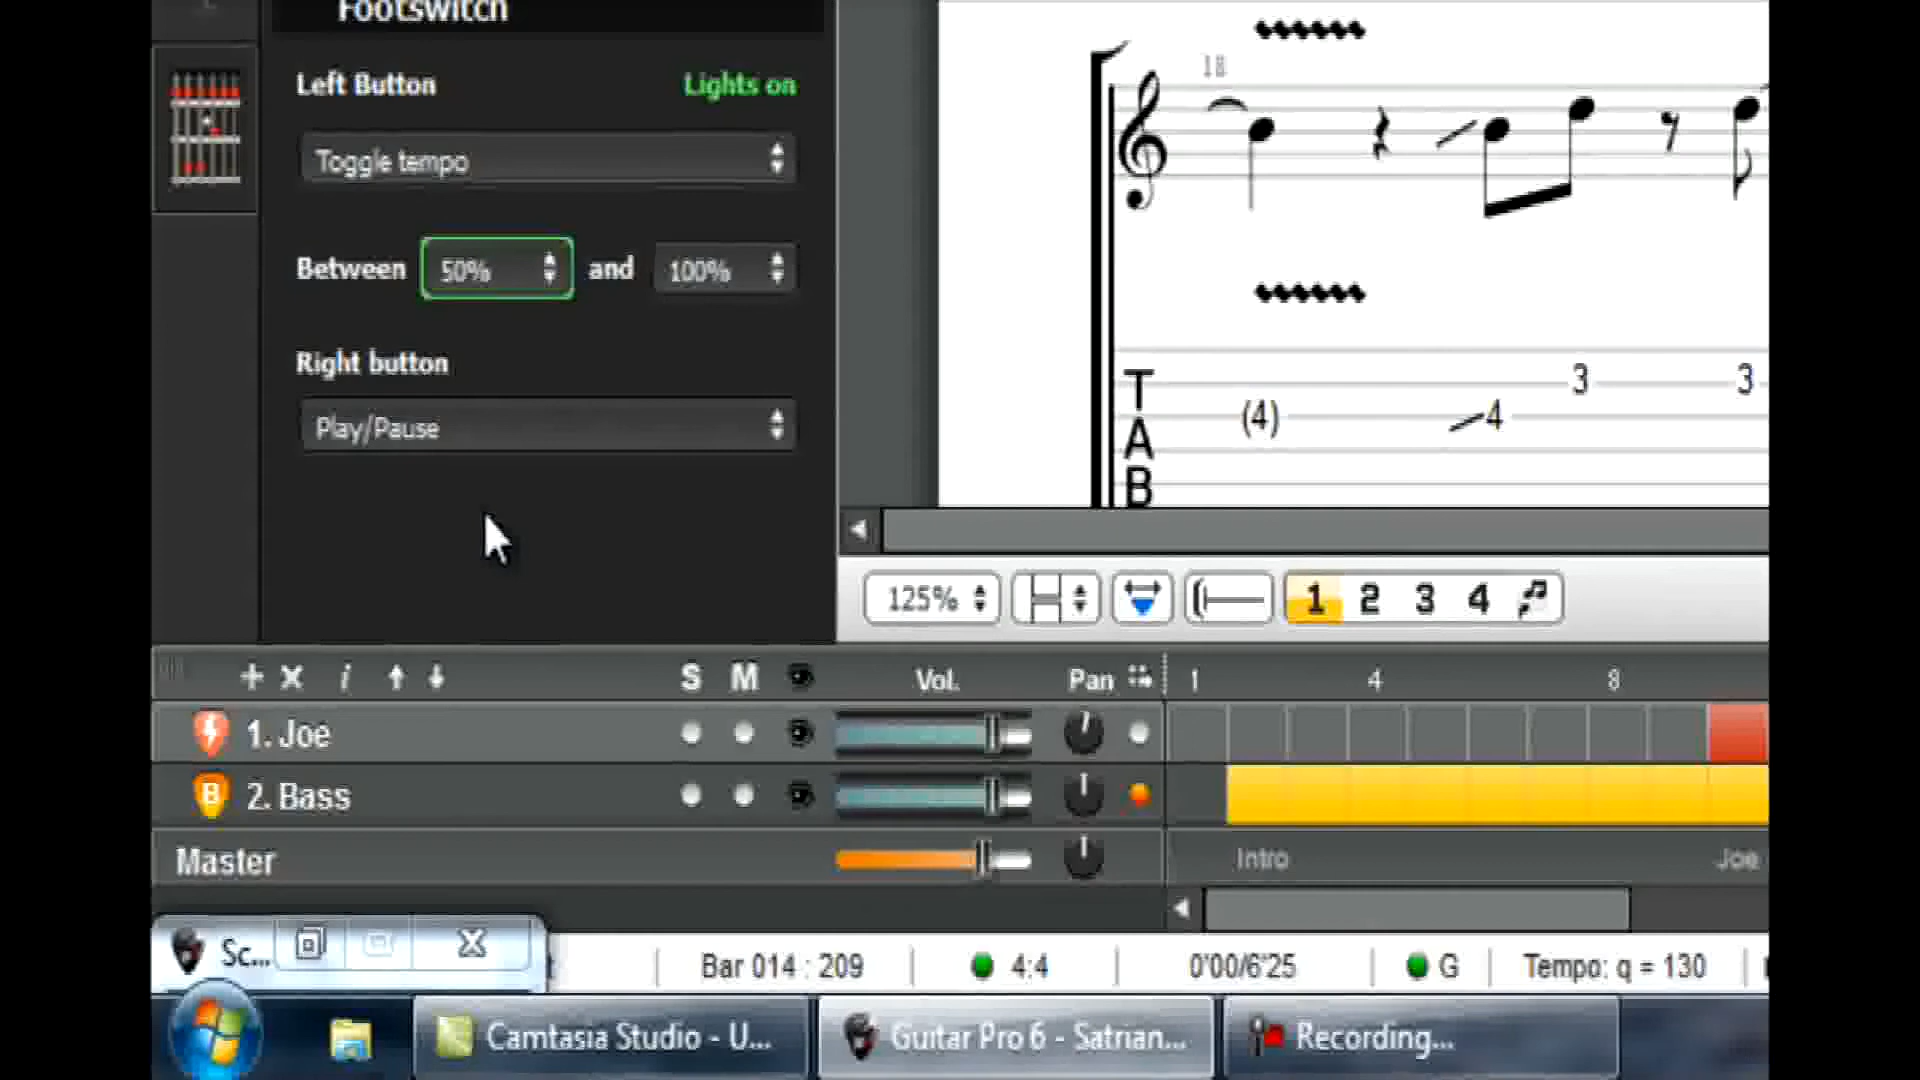 Footswitch
Left Button Lights on
Toggle tempo
Between 50% and 100%
Right button
Play/Pause
18
T
A
B
(4) 4 3 3
125% 1 2 3 4
S M Vol. Pan 1 4 8
1. Joe
B 2. Bass
Master Intro Joe
Sc... Bar 014 : 209 4:4 0'00/6'25 G Tempo: q = 130
Camtasia Studio - U... Guitar Pro 6 - Satrian... Recording...